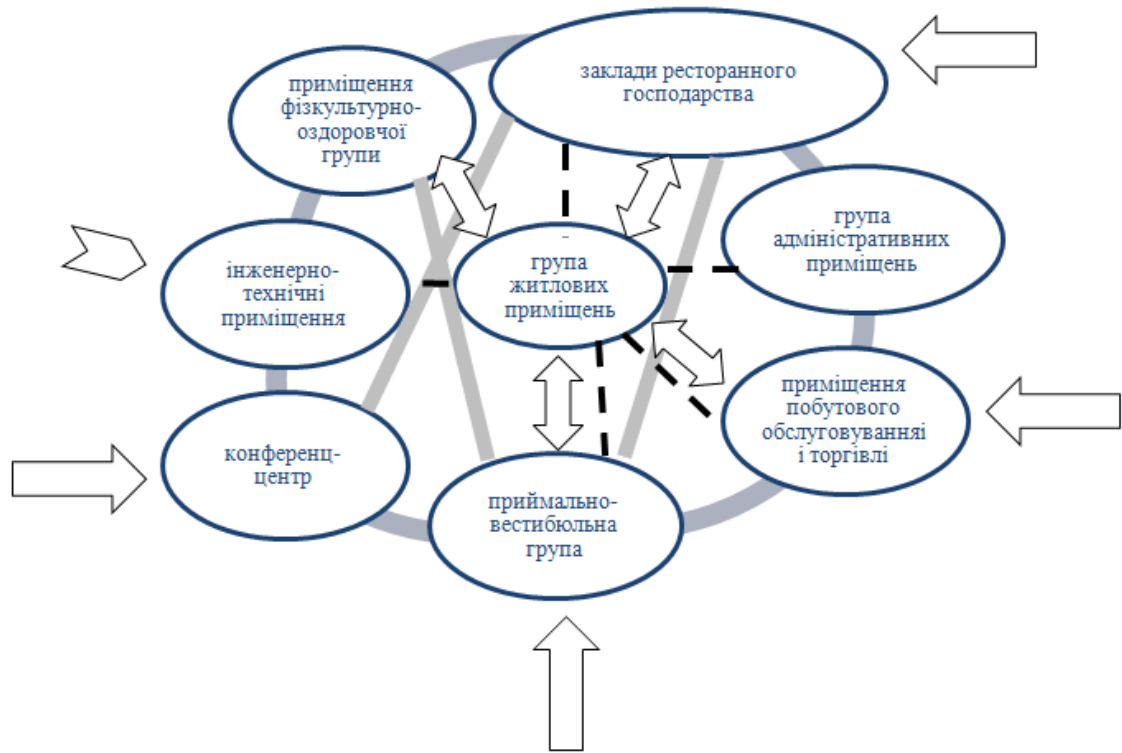 приміщення
фізкультурно-
оздоровчої
групи
заклади ресторанного
господарства
група
адміністративних
приміщень
інженерно-
технічні
приміщення
група
житлових
приміщень
приміщення
побутового
обслуговуванняі
і торгівлі
конференц-
центр
приймально-
вестибюльна
група